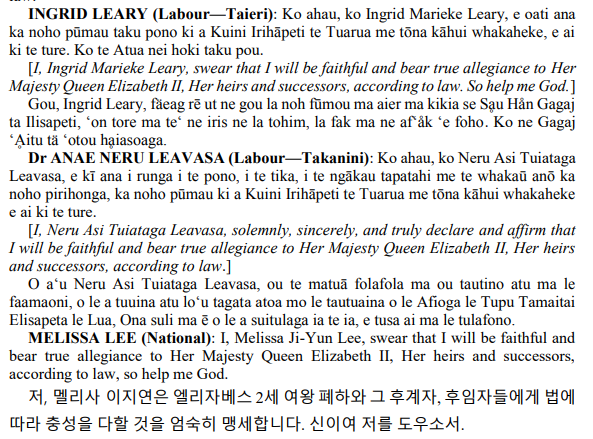 INGRID LEARY (Labour—Taieri): Ko ahau, ko Ingrid Marieke Leary, e oati ana
ka noho pūmau taku pono ki a Kuini Irihāpeti te Tuarua me tōna kāhui whakaheke, e ai
ki te ture. Ko te Atua nei hoki taku pou.
[I, Ingrid Marieke Leary, swear that I will be faithful and bear true allegiance to Her
Majesty Queen Elizabeth II, Her heirs and successors, according to law. So help me God.]
Gou, Ingrid Leary, fàeag rē ut ne gou la noh fūmou ma aier ma kikia se Sạu Hån Gagaj
ta Ilisapeti, ‘on tore ma te‘ ne iris ne la tohim, la fak ma ne af‘åk ‘e foho. Ko ne Gagaj
‘Ạitu tä ‘otou hạiasoaga.
Dr ANAE NERU LEAVASA (Labour—Takanini): Ko ahau, ko Neru Asi Tuiataga
Leavasa, e kī ana i runga i te pono, i te tika, i te ngākau tapatahi me te whakaū anō ka
noho pirihonga, ka noho pūmau ki a Kuini Irihāpeti te Tuarua me tōna kāhui whakaheke
e ai ki te ture.
[I, Neru Asi Tuiataga Leavasa, solemnly, sincerely, and truly declare and affirm that
I will be faithful and bear true allegiance to Her Majesty Queen Elizabeth II, Her heirs
and successors, according to law.]
O a‘u Neru Asi Tuiataga Leavasa, ou te matuā folafola ma ou tautino atu ma le
faamaoni, o le a tuuina atu lo‘u tagata atoa mo le tautuaina o le Afioga le Tupu Tamaitai
Elisapeta le Lua, Ona suli ma ē o le a suitulaga ia te ia, e tusa ai ma le tulafono.
MELISSA LEE (National): I, Melissa Ji-Yun Lee, swear that I will be faithful and
bear true allegiance to Her Majesty Queen Elizabeth II, Her heirs and successors,
according to law, so help me God.
저, 멜리사 이지연은 엘리자베스 2세 여왕 폐하와 그 후계자, 후임자들에게 법에
따라 충성을 다할 것을 엄숙히 맹세합니다. 신이여 저를 도우소서.